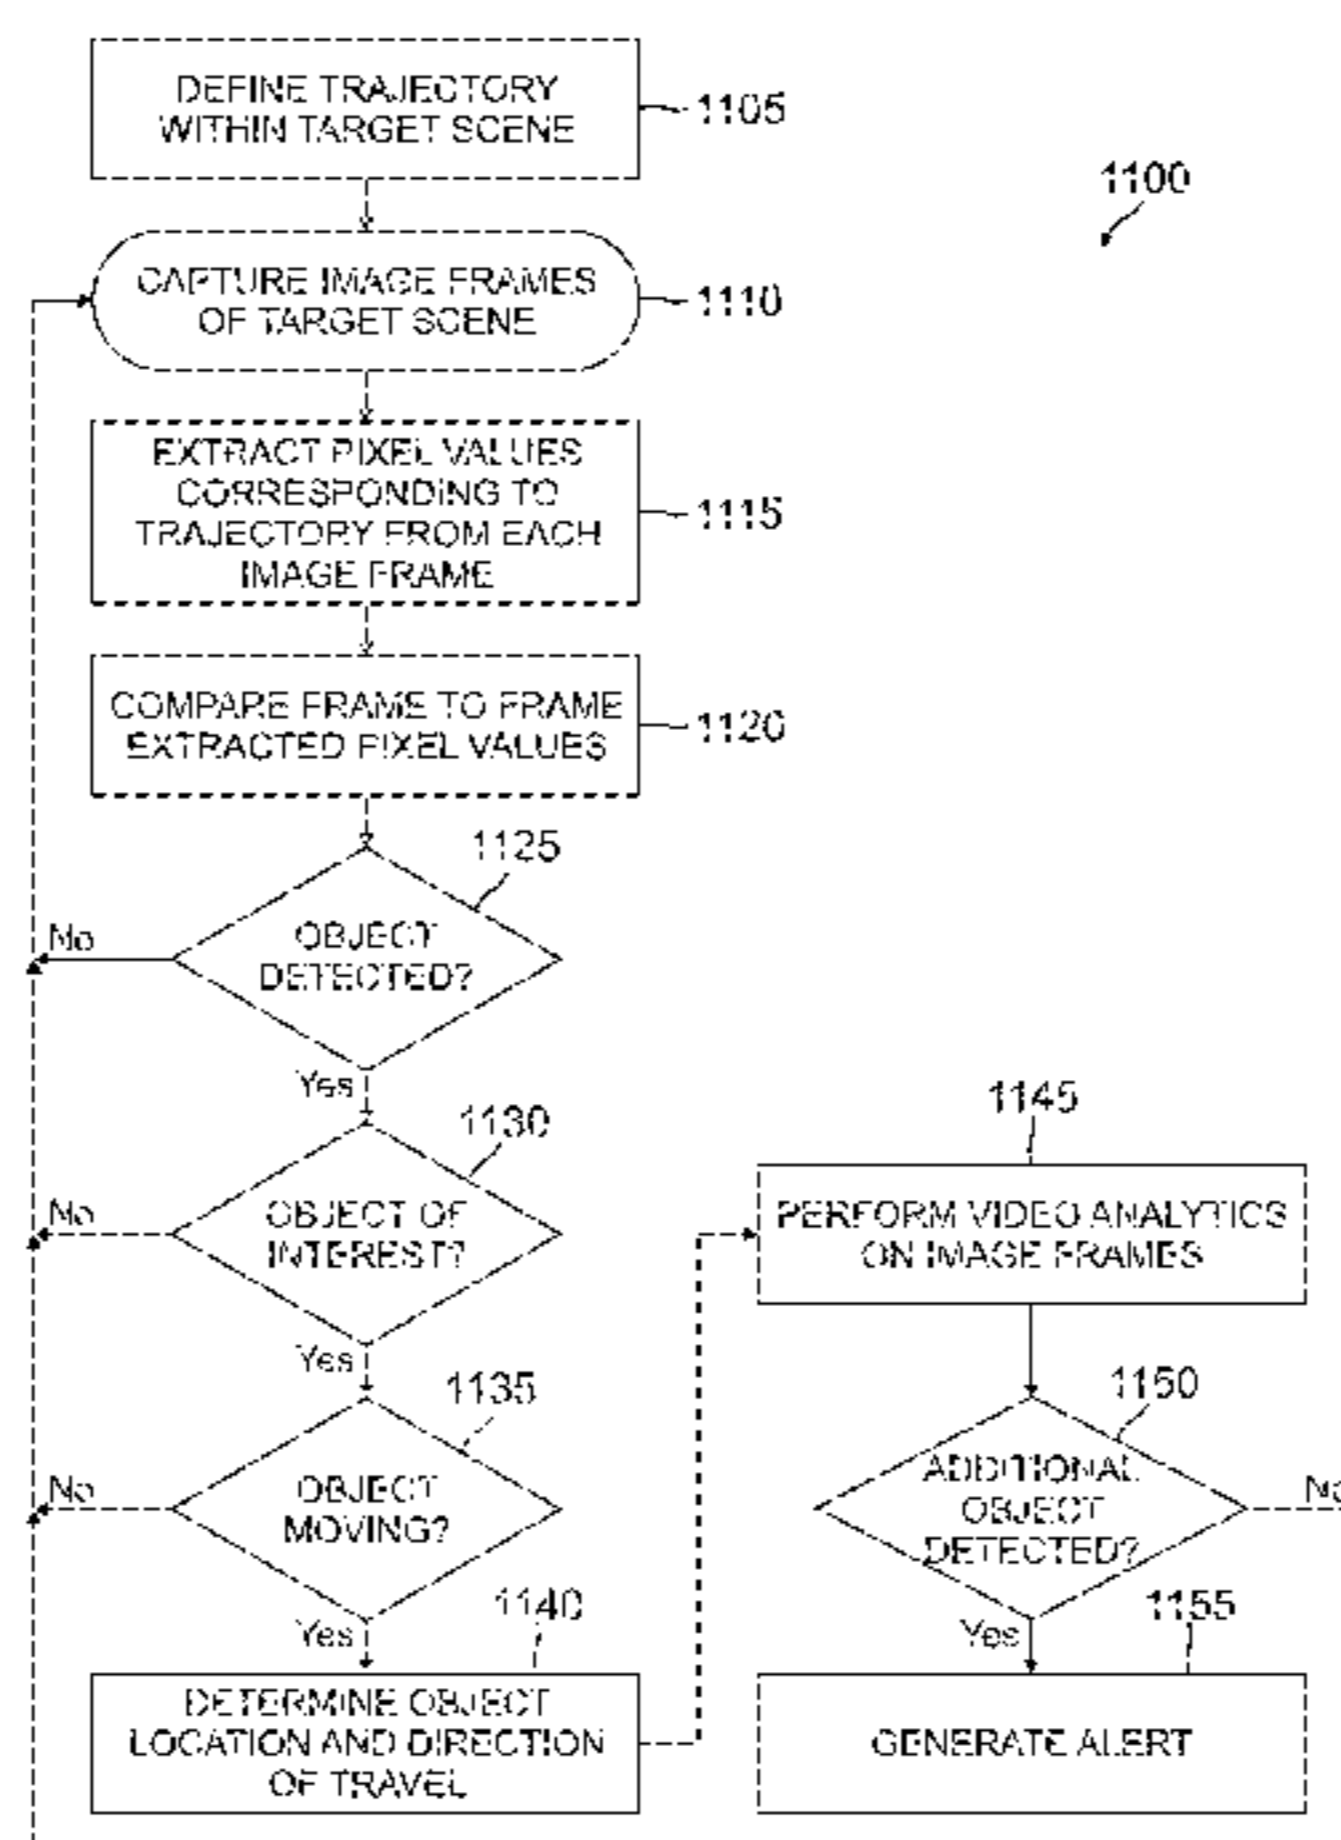 DEFINE TRAJECTORY
WITHIN TARGET SCENE
1105
1100
CAPTURE IMAGE FRAMES
OF TARGET SCENE
1110
EXTRACT PIXEL VALUES
CORRESPONDING TO
TRAJECTORY FROM EACH
IMAGE FRAME
1115
COMPARE FRAME TO FRAME
EXTRACTED PIXEL VALUES
1120
1125
OBJECT
DETECTED?
No
Yes
1130
OBJECT OF
INTEREST?
No
Yes
1135
OBJECT
MOVING?
No
Yes
1140
DETERMINE OBJECT
LOCATION AND DIRECTION
OF TRAVEL
1145
PERFORM VIDEO ANALYTICS
ON IMAGE FRAMES
1150
ADDITIONAL
OBJECT
DETECTED?
No
Yes
1155
GENERATE ALERT